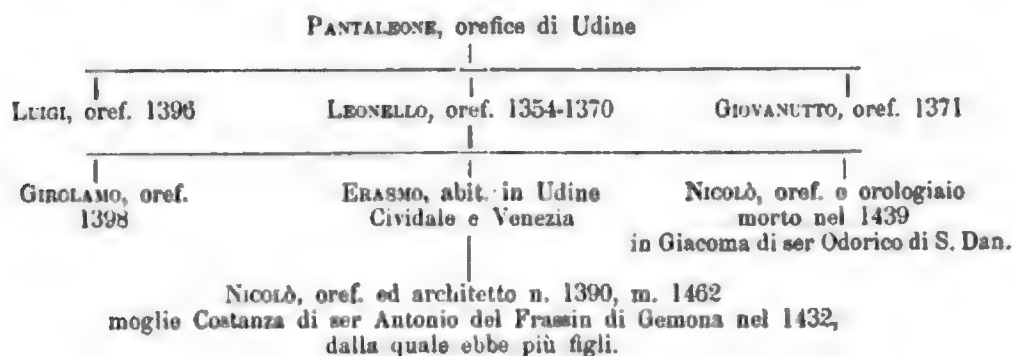 PANTALEONE, orefice di Udine
LUIGI, oref. 1396 LEONELLO, oref. 1354-1370 GIOVANUTTO, oref. 1371
GIROLAMO, oref. ERASMO, abit. in Udine NICOLÒ, oref. e orologiaio
1398 Cividale e Venezia morto nel 1439
in Giacoma di ser Odorico di S. Dan.
NICOLÒ, oref. ed architetto n. 1390, m. 1462
moglie Costanza di ser Antonio del Frassin di Gemona nel 1432,
dalla quale ebbe più figli.